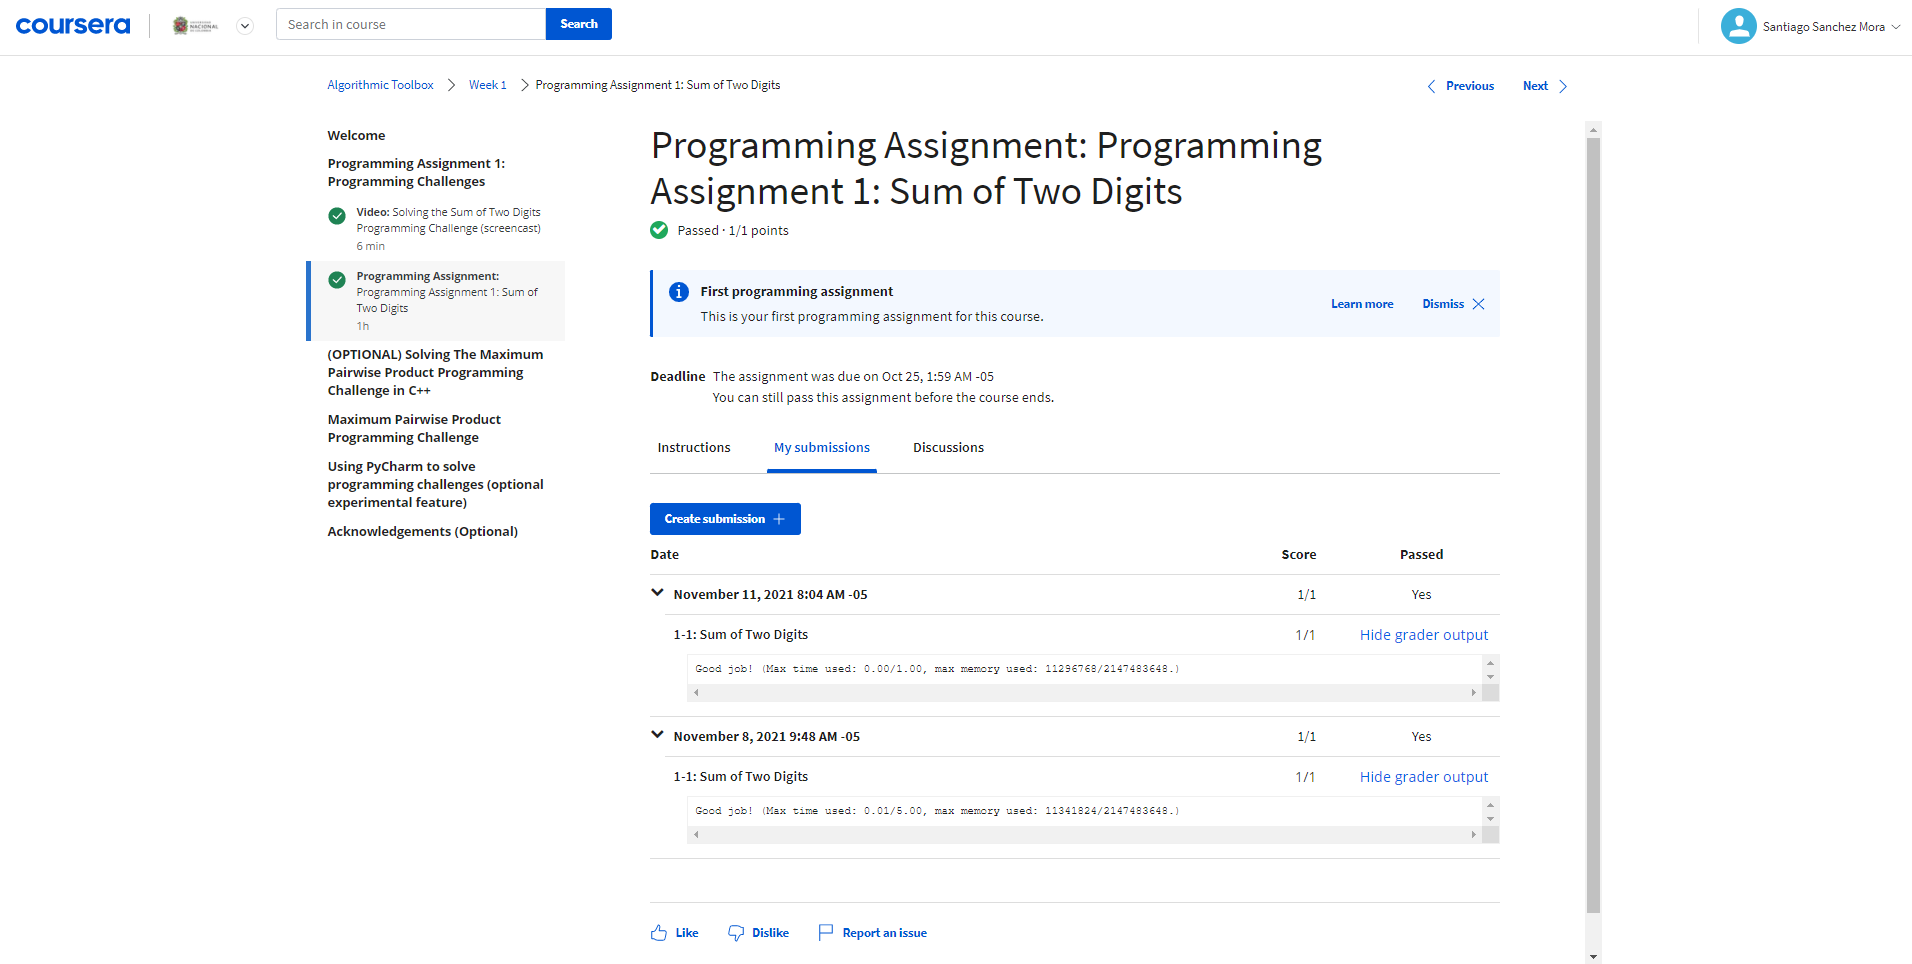 coursera
NACIONAL
Search in course
Search
Santiago Sanchez Mora
Algorithmic Toolbox
Week 1
Programming Assignment 1: Sum of Two Digits
Previous
Next
Welcome
Programming Assignment 1:
Programming Challenges
Video: Solving the Sum of Two Digits
Programming Challenge (screencast)
6 min
Programming Assignment:
Programming Assignment 1: Sum of
Two Digits
1h
(OPTIONAL) Solving The Maximum
Pairwise Product Programming
Challenge in C++
Maximum Pairwise Product
Programming Challenge
Using PyCharm to solve
programming challenges (optional
experimental feature)
Acknowledgements (Optional)
Programming Assignment: Programming
Assignment 1: Sum of Two Digits
Passed · 1/1 points
First programming assignment
This is your first programming assignment for this course.
Learn more
Dismiss
Deadline The assignment was due on Oct 25, 1:59 AM -05
You can still pass this assignment before the course ends.
Instructions
My submissions
Discussions
Create submission
Date Score Passed
November 11, 2021 8:04 AM -05 1/1 Yes
1-1: Sum of Two Digits 1/1 Hide grader output
Good job! (Max time used: 0.00/1.00, max memory used: 11296768/2147483648.)
November 8, 2021 9:48 AM -05 1/1 Yes
1-1: Sum of Two Digits 1/1 Hide grader output
Good job! (Max time used: 0.01/5.00, max memory used: 11341824/2147483648.)
Like
Dislike
Report an issue